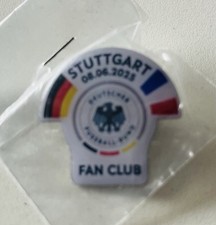 STUTTGART
08.06.2025
DEUTSCHER
FUSSBALL-BUND
FAN CLUB